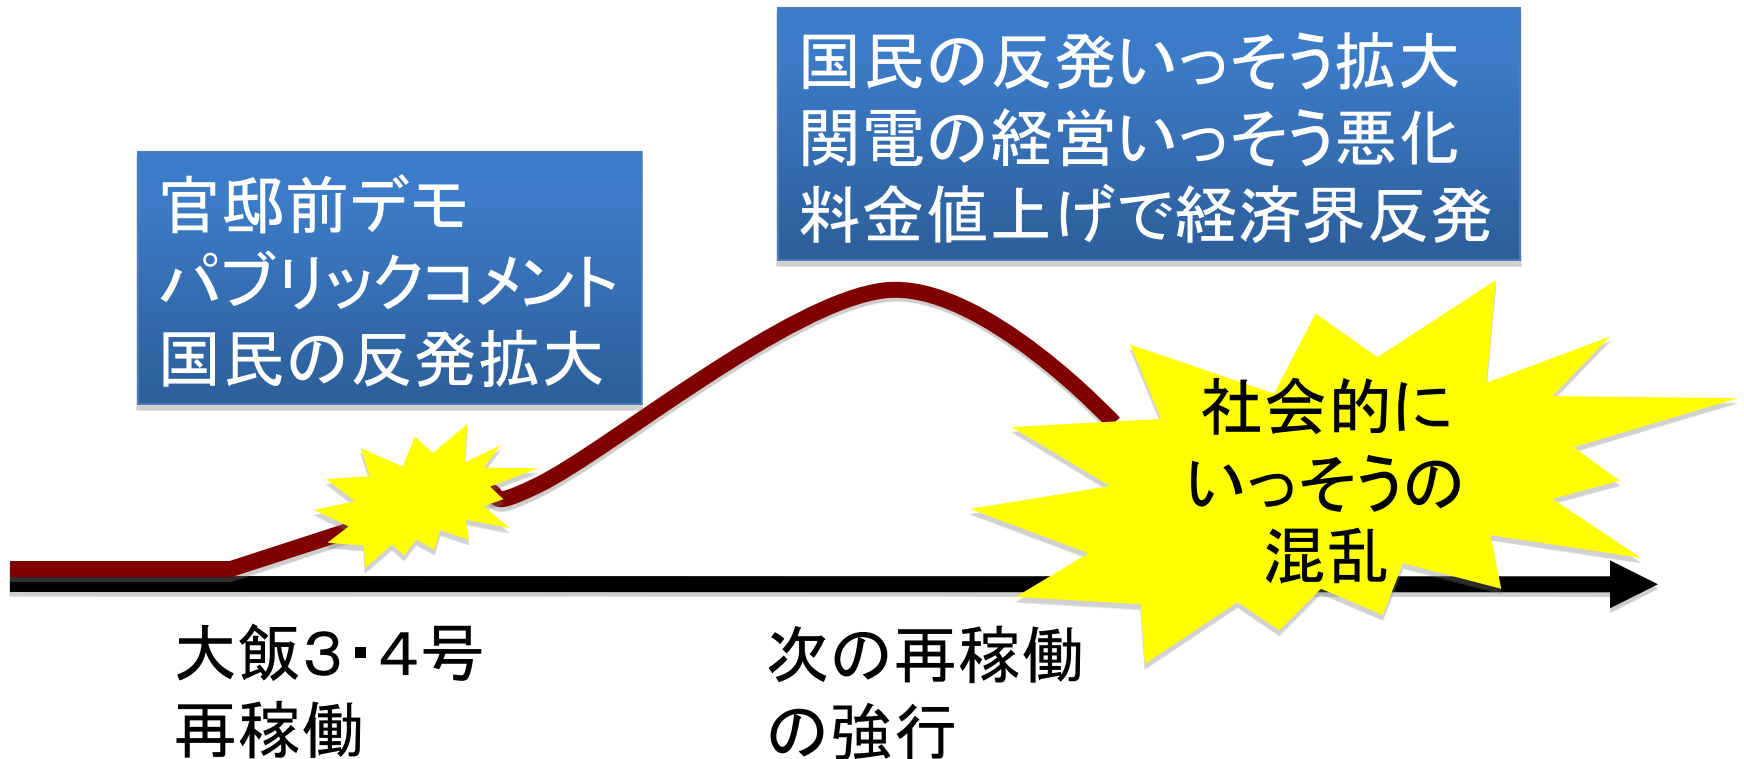 国民の反発いっそう拡大
関電の経営いっそう悪化
料金値上げで経済界反発
官邸前デモ
パブリックコメント
国民の反発拡大
社会的に
いっそうの
混乱
大飯３・４号
再稼働
次の再稼働
の強行